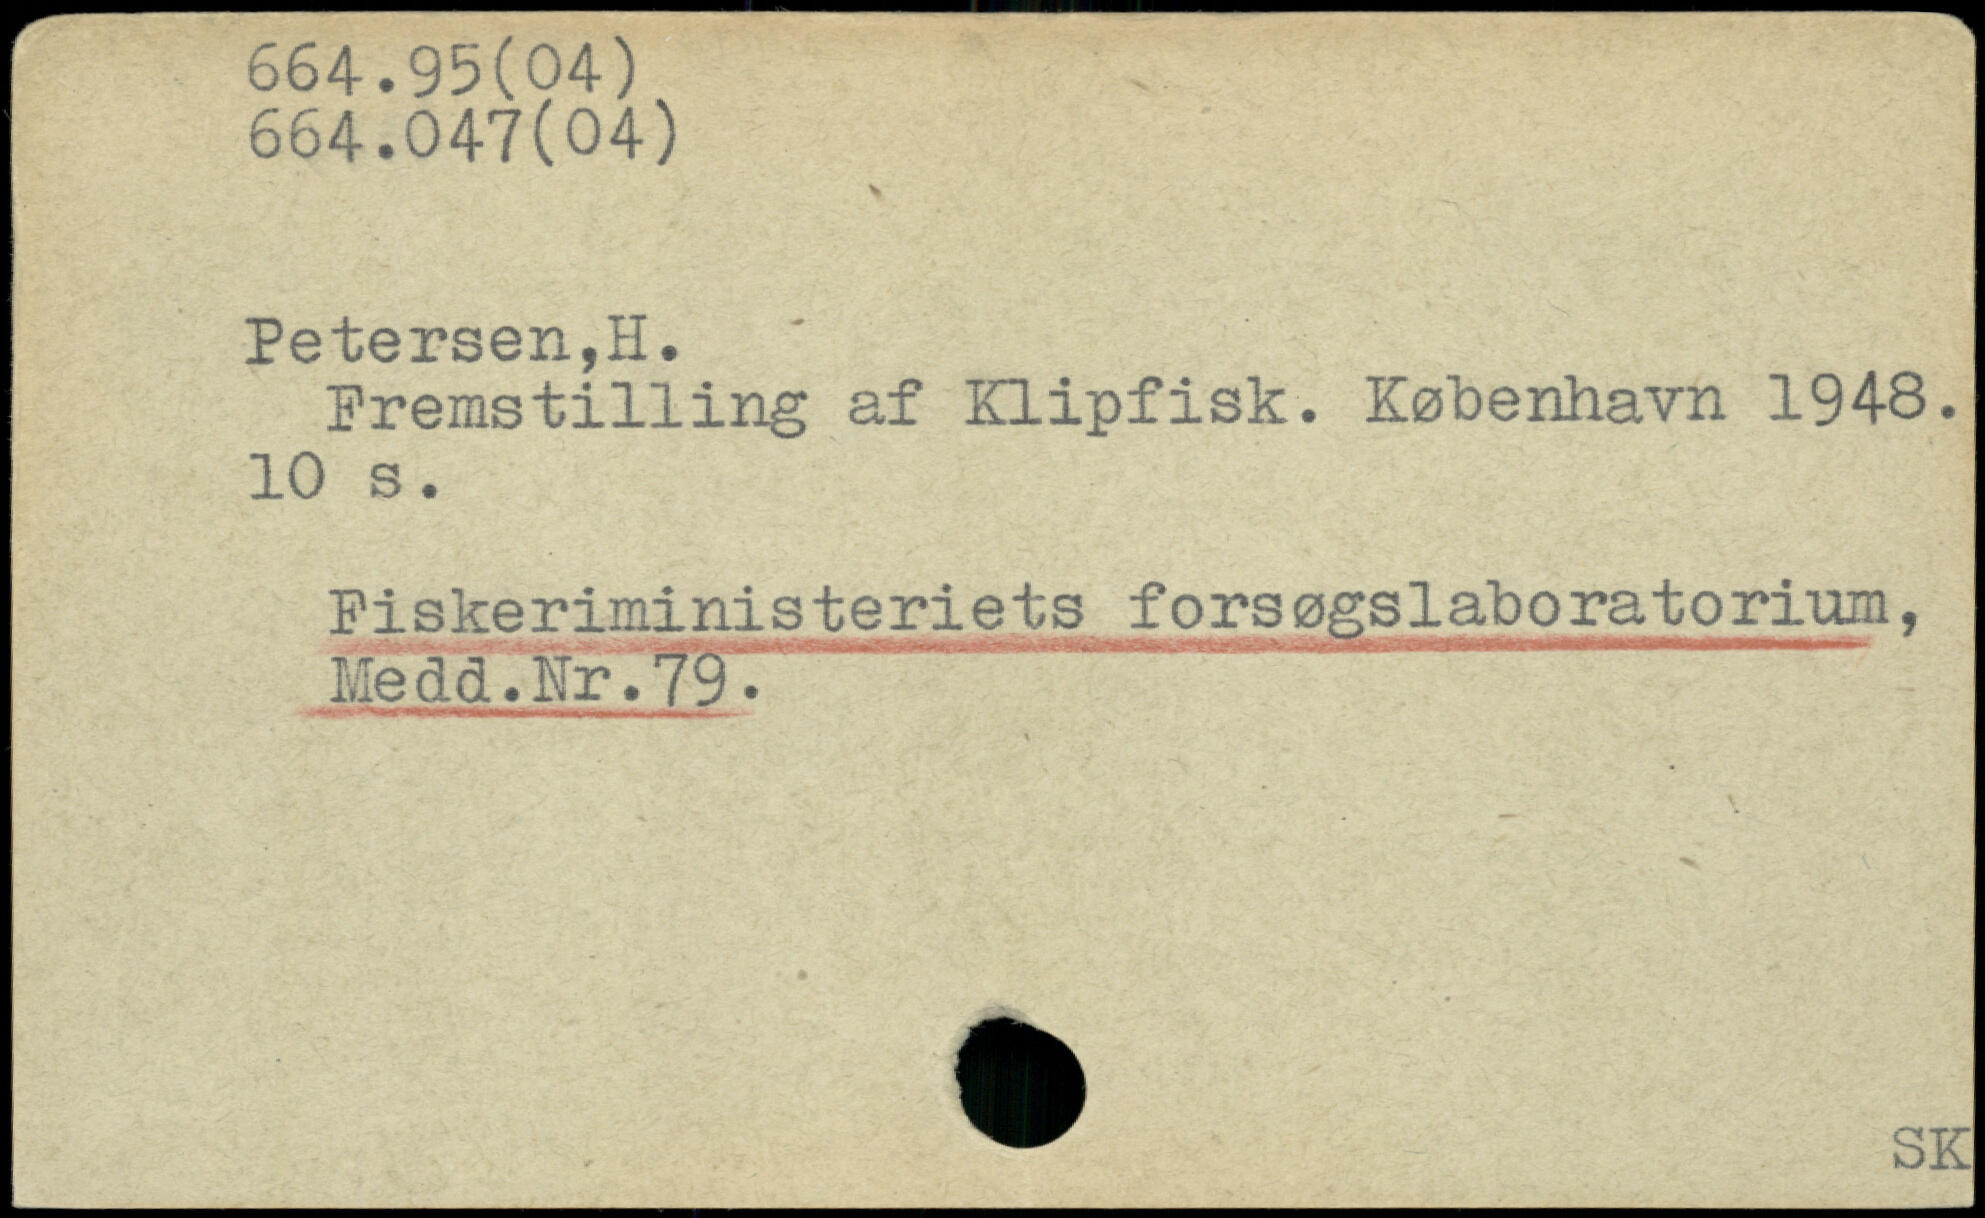 664.95(04)
664.047(04)
Petersen,H.
Fremstilling af Klipfisk. København 1948.
10 s.
Fiskeriministeriets forsøgslaboratorium,
Medd.Nr.79.
SK